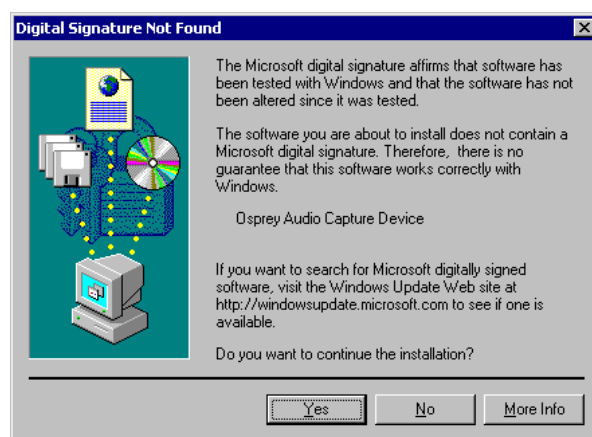 Digital Signature Not Found
The Microsoft digital signature affirms that software has
been tested with Windows and that the software has not
been altered since it was tested.
The software you are about to install does not contain a
Microsoft digital signature. Therefore, there is no
guarantee that this software works correctly with
Windows.
Osprey Audio Capture Device
If you want to search for Microsoft digitally signed
software, visit the Windows Update Web site at
http://windowsupdate.microsoft.com to see if one is
available.
Do you want to continue the installation?
Yes No More Info